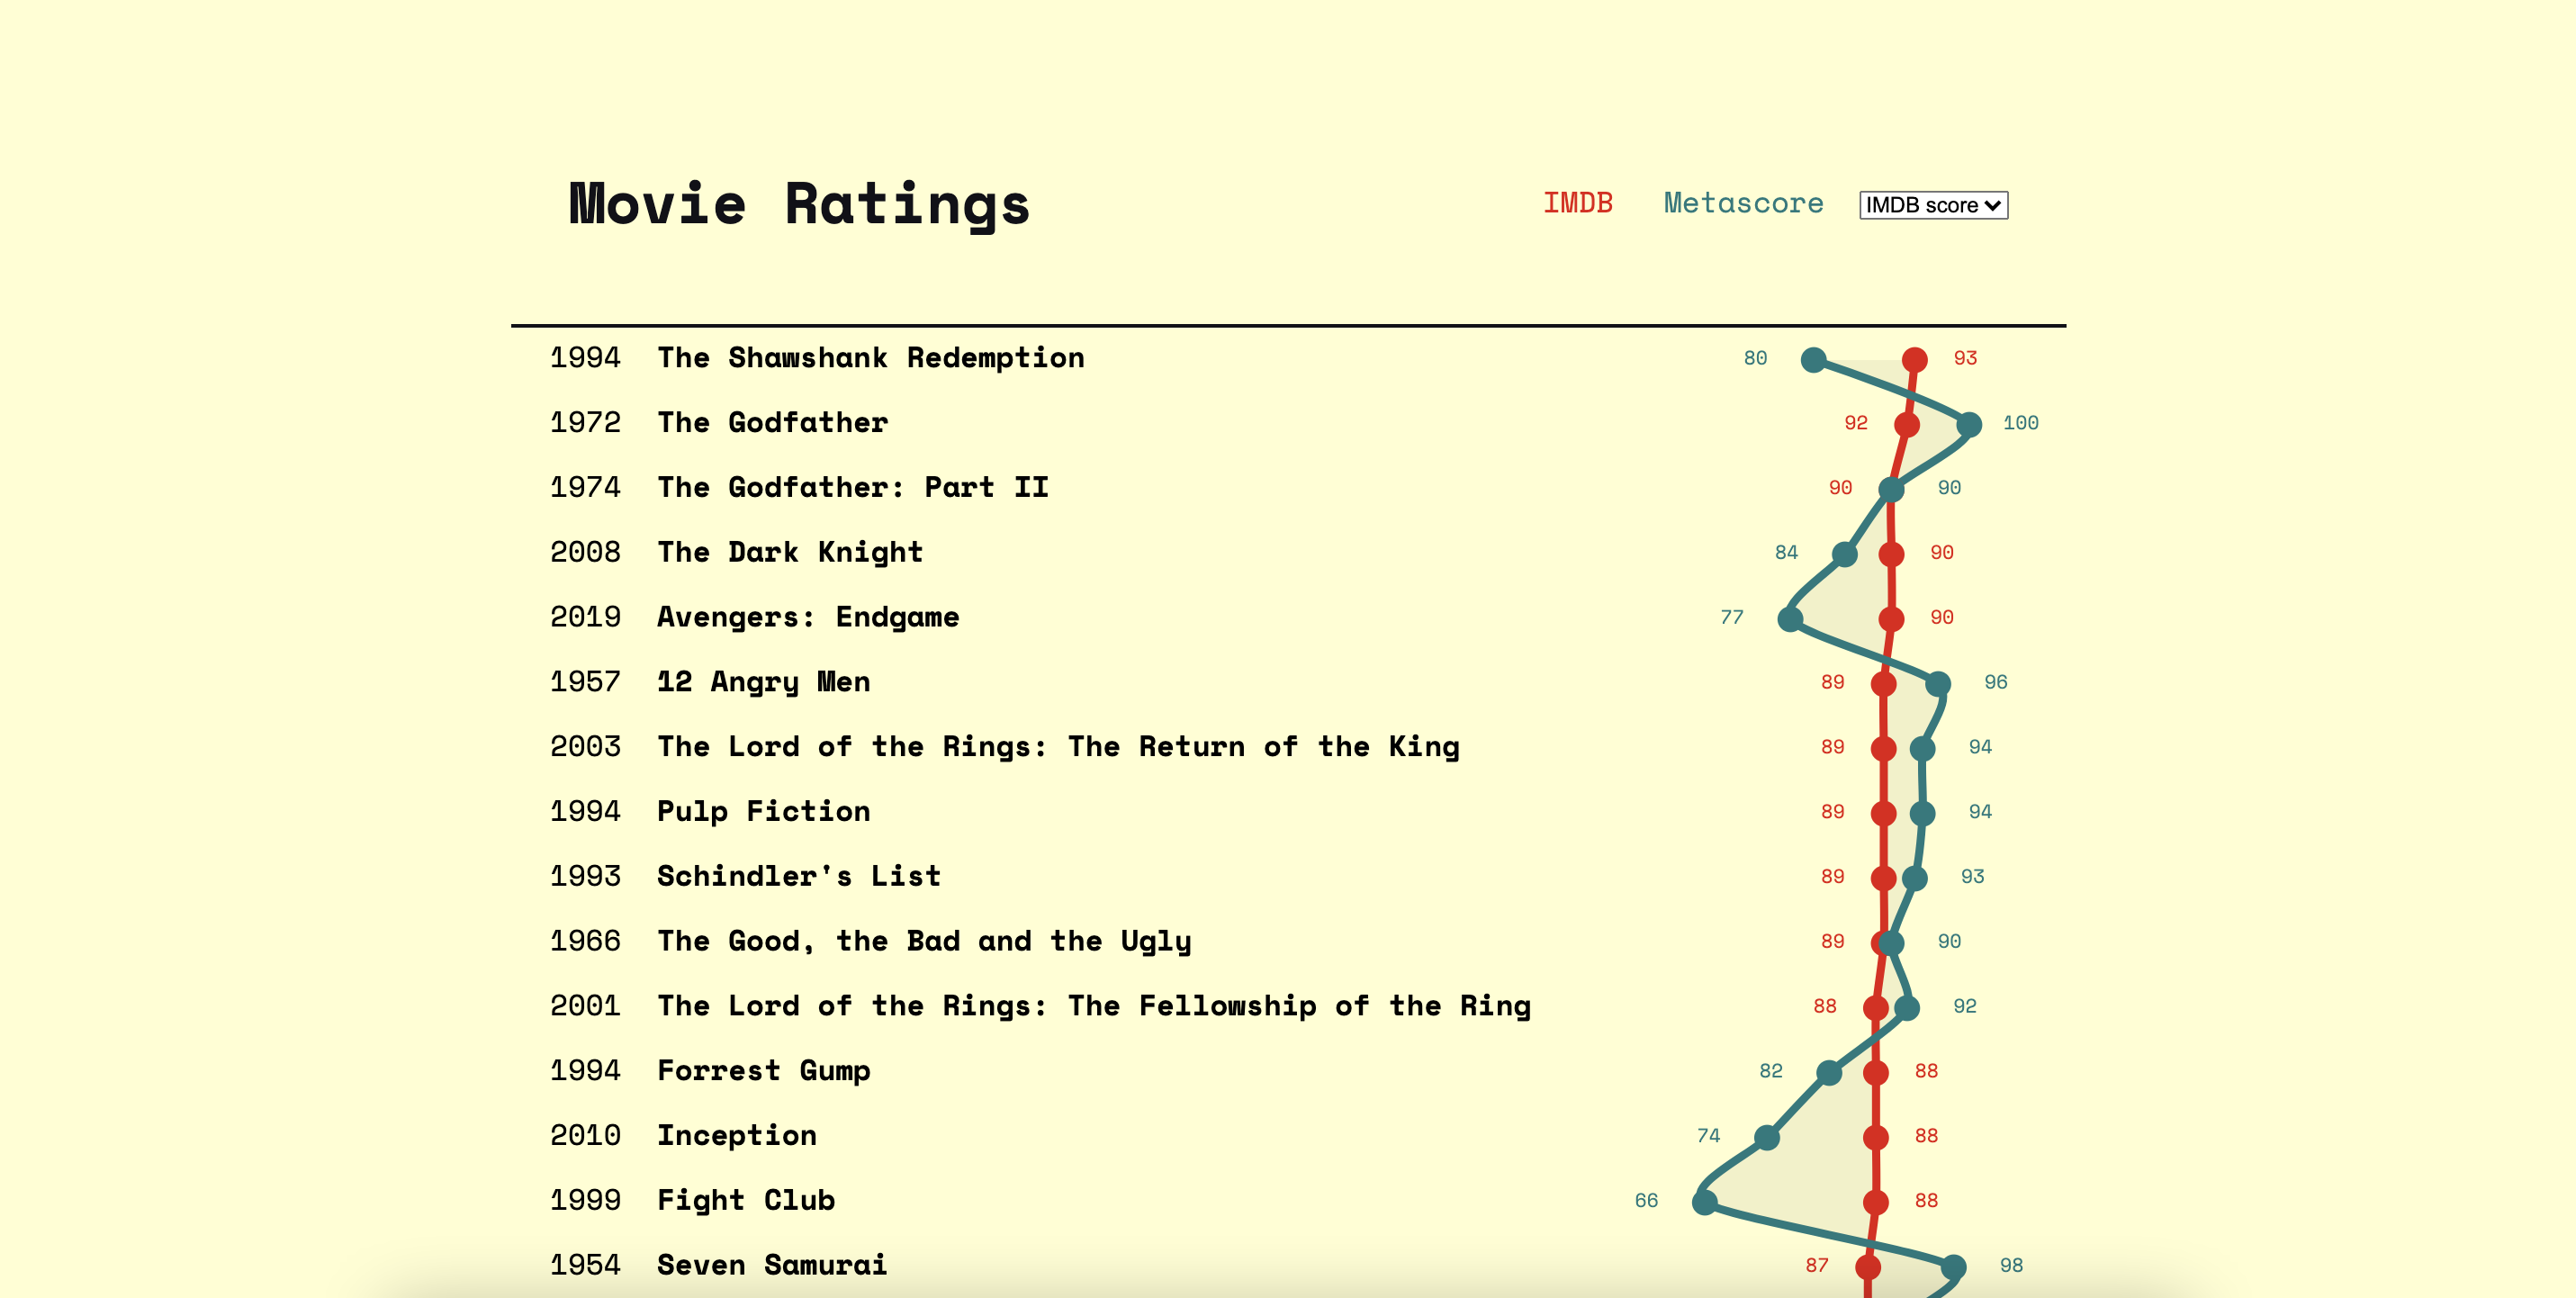 Movie Ratings IMDB Metascore IMDB score
1994 The Shawshank Redemption 80 93
1972 The Godfather 92 100
1974 The Godfather: Part II 90 90
2008 The Dark Knight 84 90
2019 Avengers: Endgame 77 90
1957 12 Angry Men 89 96
2003 The Lord of the Rings: The Return of the King 89 94
1994 Pulp Fiction 89 94
1993 Schindler's List 89 93
1966 The Good, the Bad and the Ugly 89 90
2001 The Lord of the Rings: The Fellowship of the Ring 88 92
1994 Forrest Gump 82 88
2010 Inception 74 88
1999 Fight Club 66 88
1954 Seven Samurai 87 98